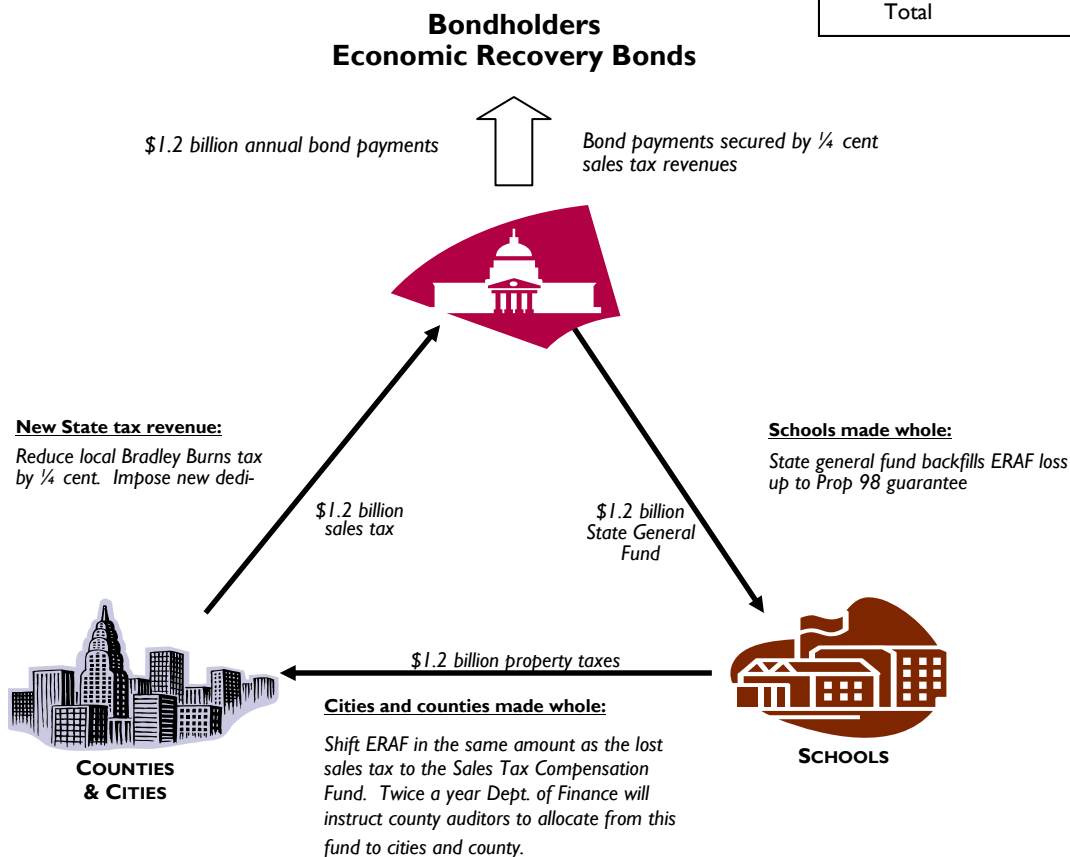 Total
Bondholders
Economic Recovery Bonds
$1.2 billion annual bond payments
Bond payments secured by ¼ cent
sales tax revenues
New State tax revenue:
Reduce local Bradley Burns tax
by ¼ cent. Impose new dedi-
Schools made whole:
State general fund backfills ERAF loss
up to Prop 98 guarantee
$1.2 billion
sales tax
$1.2 billion
State General
Fund
$1.2 billion property taxes
Cities and counties made whole:
Shift ERAF in the same amount as the lost
sales tax to the Sales Tax Compensation
Fund. Twice a year Dept. of Finance will
instruct county auditors to allocate from this
fund to cities and county.
COUNTIES
& CITIES
SCHOOLS